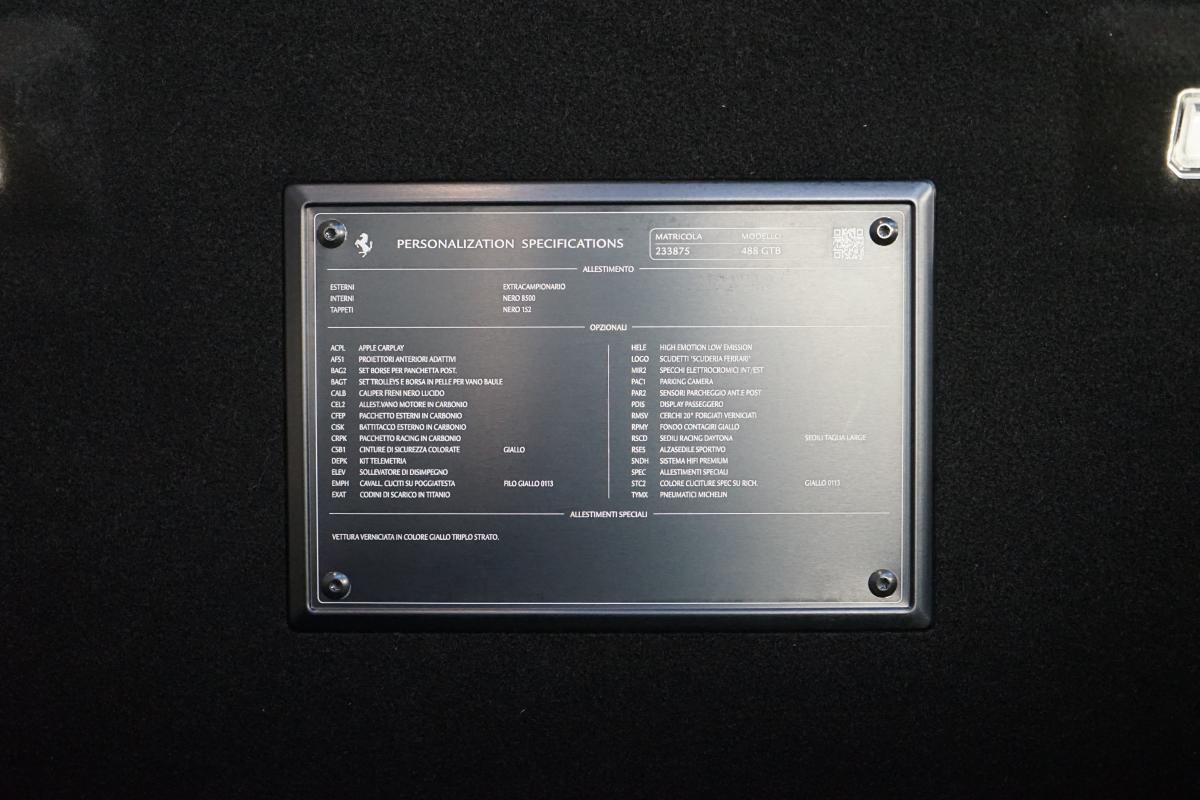 PERSONALIZATION SPECIFICATIONS
MATRICOLA MODELLO
233875 488 GTB
ALLESTIMENTO
ESTERNI EXTRACAMPIONARIO
INTERNI NERO 8500
TAPPETI NERO 152
OPZIONALI
ACPL APPLE CARPLAY
AFS1 PROIETTORI ANTERIORI ADATTIVI
BAG2 SET BORSE PER PANCHETTA POST.
BAGT SET TROLLEYS E BORSA IN PELLE PER VANO BAULE
CALB CALIPER FRENI NERO LUCIDO
CEL2 ALLEST.VANO MOTORE IN CARBONIO
CFEP PACCHETTO ESTERNI IN CARBONIO
CISK BATTITACCO ESTERNO IN CARBONIO
CRPK PACCHETTO RACING IN CARBONIO
CSB1 CINTURE DI SICUREZZA COLORATE GIALLO
DEPK KIT TELEMETRIA
ELEV SOLLEVATOR DI DISIMPEGNO
EMPH CAVALL. CUCITI SU POGGIATESTA FILO GIALLO 0113
EXAT CODINI DI SCARICO IN TITANIO
HELE HIGH EMOTION LOW EMISSION
LOGO SCUDETTI "SCUDERIA FERRARI"
MIR2 SPECCHI ELETTROCROMICI INT/EST
PAC1 PARKING CAMERA
PAR2 SENSORI PARCHEGGIO ANT.E POST
PDIS DISPLAY PASSEGGERO
RMSV CERCHI 20" FORGIATI VERNICIATI
RPMY FONDO CONTAGIRI GIALLO
RSCD SEDILI RACING DAYTONA SEDILI TAGLIA LARGE
RSES ALZASEDILE SPORTIVO
SNDH SISTEMA HIFI PREMIUM
SPEC ALLESTIMENTI SPECIALI
STC2 COLORE CUCITURE SPEC SU RICH. GIALLO 0113
TYMX PNEUMATICI MICHELIN
ALLESTIMENTI SPECIALI
VETTURA VERNICIATA IN COLORE GIALLO TRIPLO STRATO.